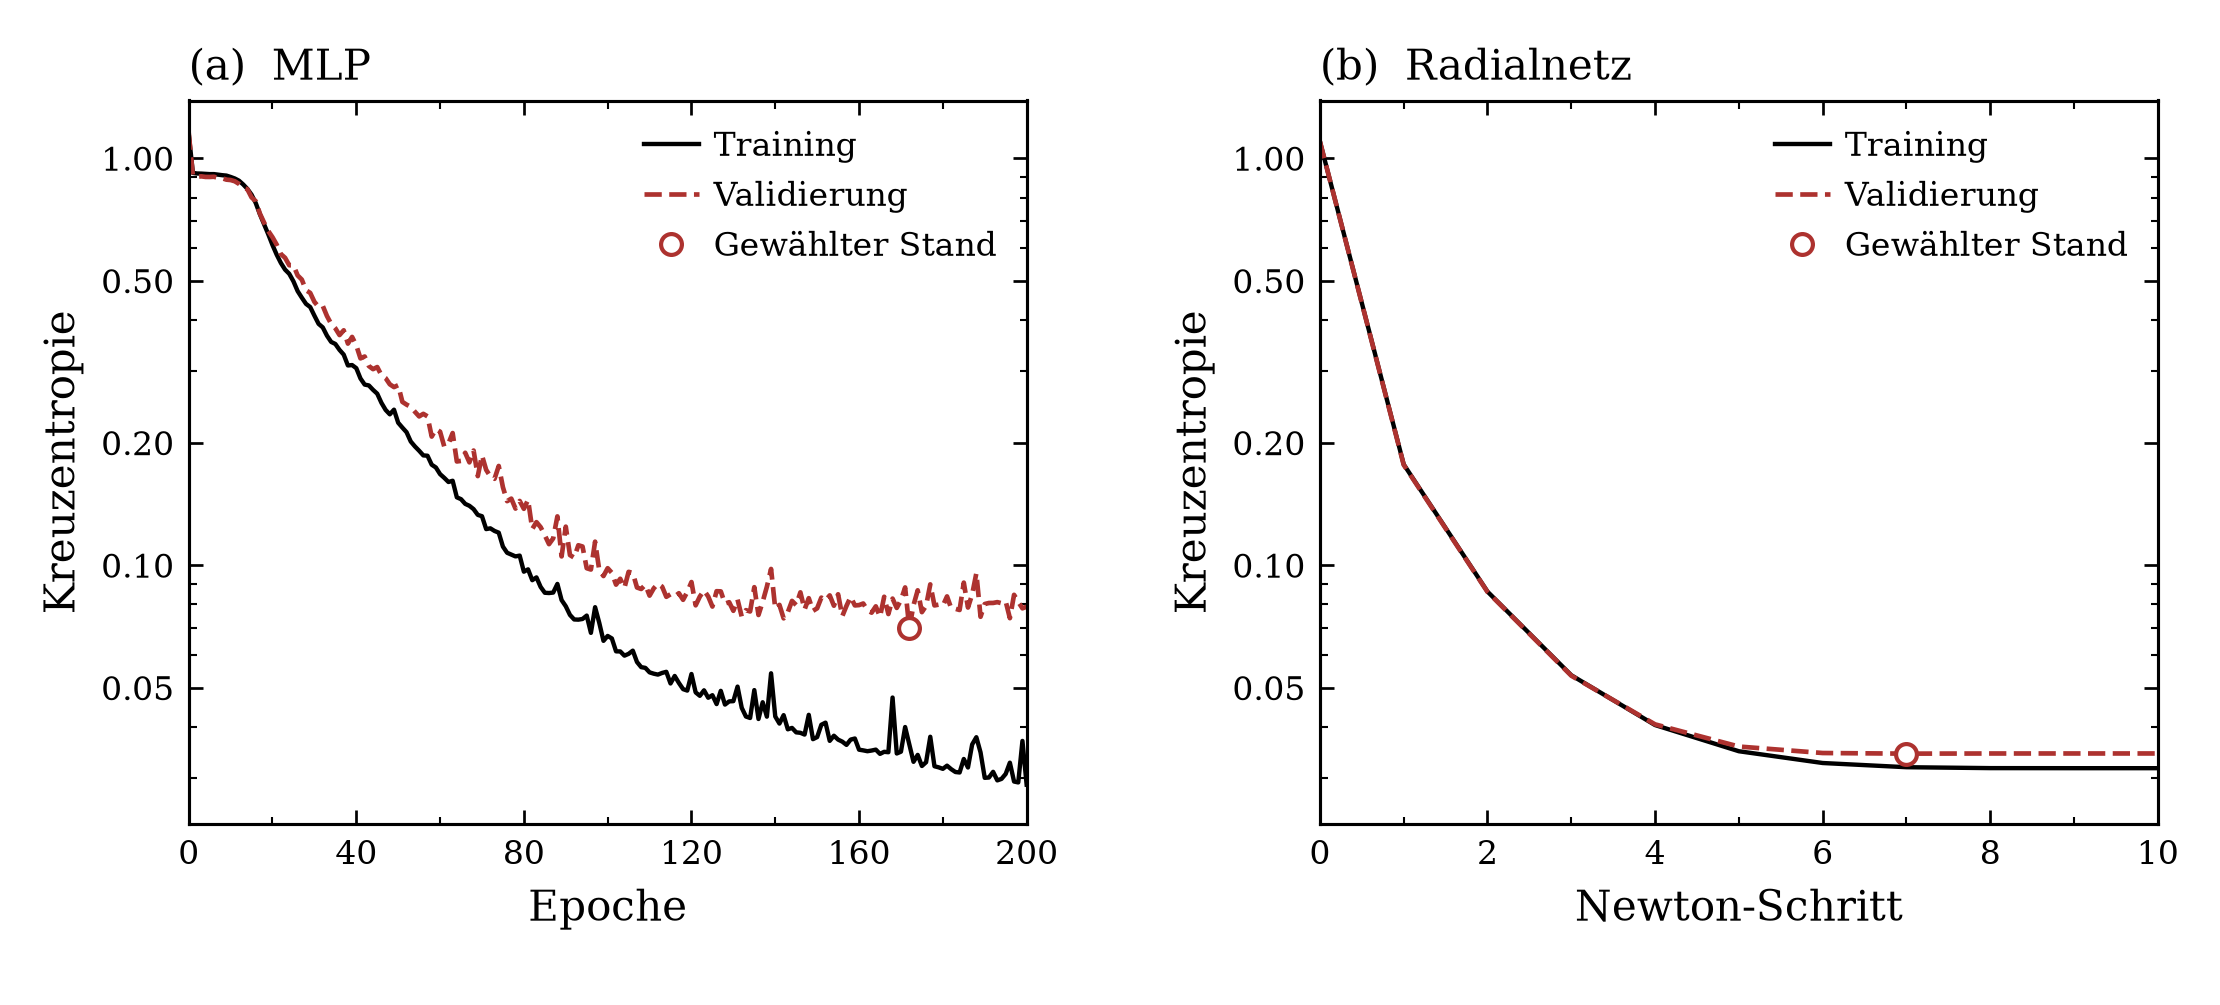 (a) MLP
Kreuzentropie
1.00
0.50
0.20
0.10
0.05
Training
Validierung
Gewählter Stand
0 40 80 120 160 200
Epoche
(b) Radialnetz
Kreuzentropie
1.00
0.50
0.20
0.10
0.05
Training
Validierung
Gewählter Stand
0 2 4 6 8 10
Newton-Schritt